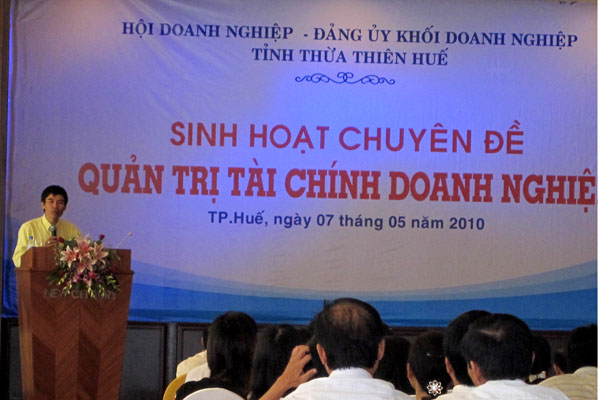 HỘI DOANH NGHIỆP - ĐẢNG ỦY KHỐI DOANH NGHIỆP
TỈNH THỪA THIÊN HUẾ
SINH HOẠT CHUYÊN ĐỀ
QUẢN TRỊ TÀI CHÍNH DOANH
TP.Huế, ngày 07 tháng 05 năm 2010
NEW